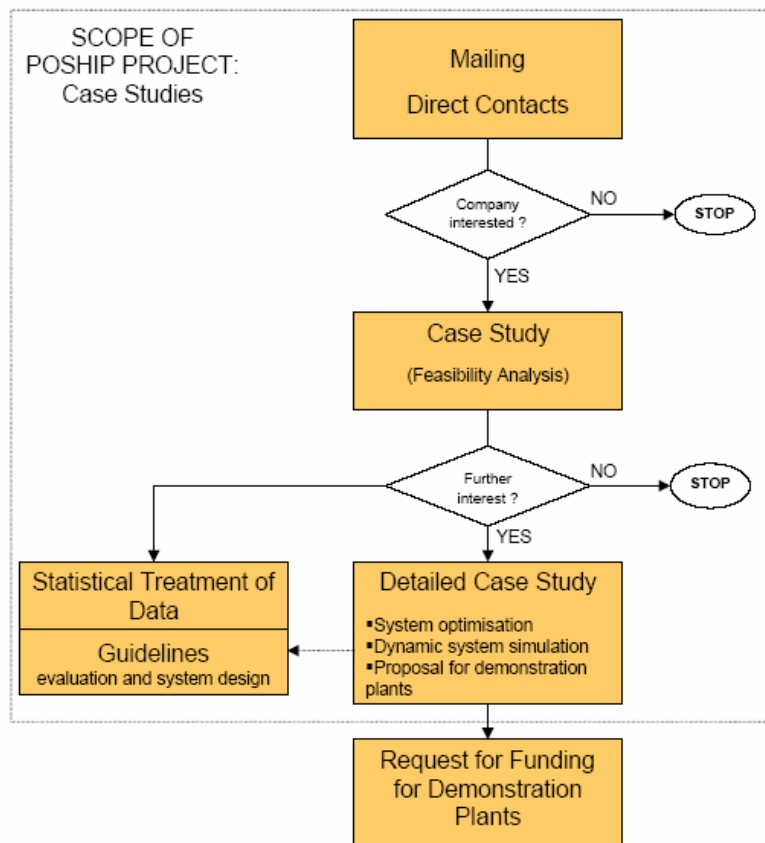 SCOPE OF
POSHIP PROJECT:
Case Studies
Mailing
Direct Contacts
Company
interested ?
NO
STOP
YES
Case Study
(Feasibility Analysis)
Further
interest ?
NO
STOP
YES
Statistical Treatment of
Data
Guidelines
evaluation and system design
Detailed Case Study
▪System optimisation
▪Dynamic system simulation
▪Proposal for demonstration
plants
Request for Funding
for Demonstration
Plants